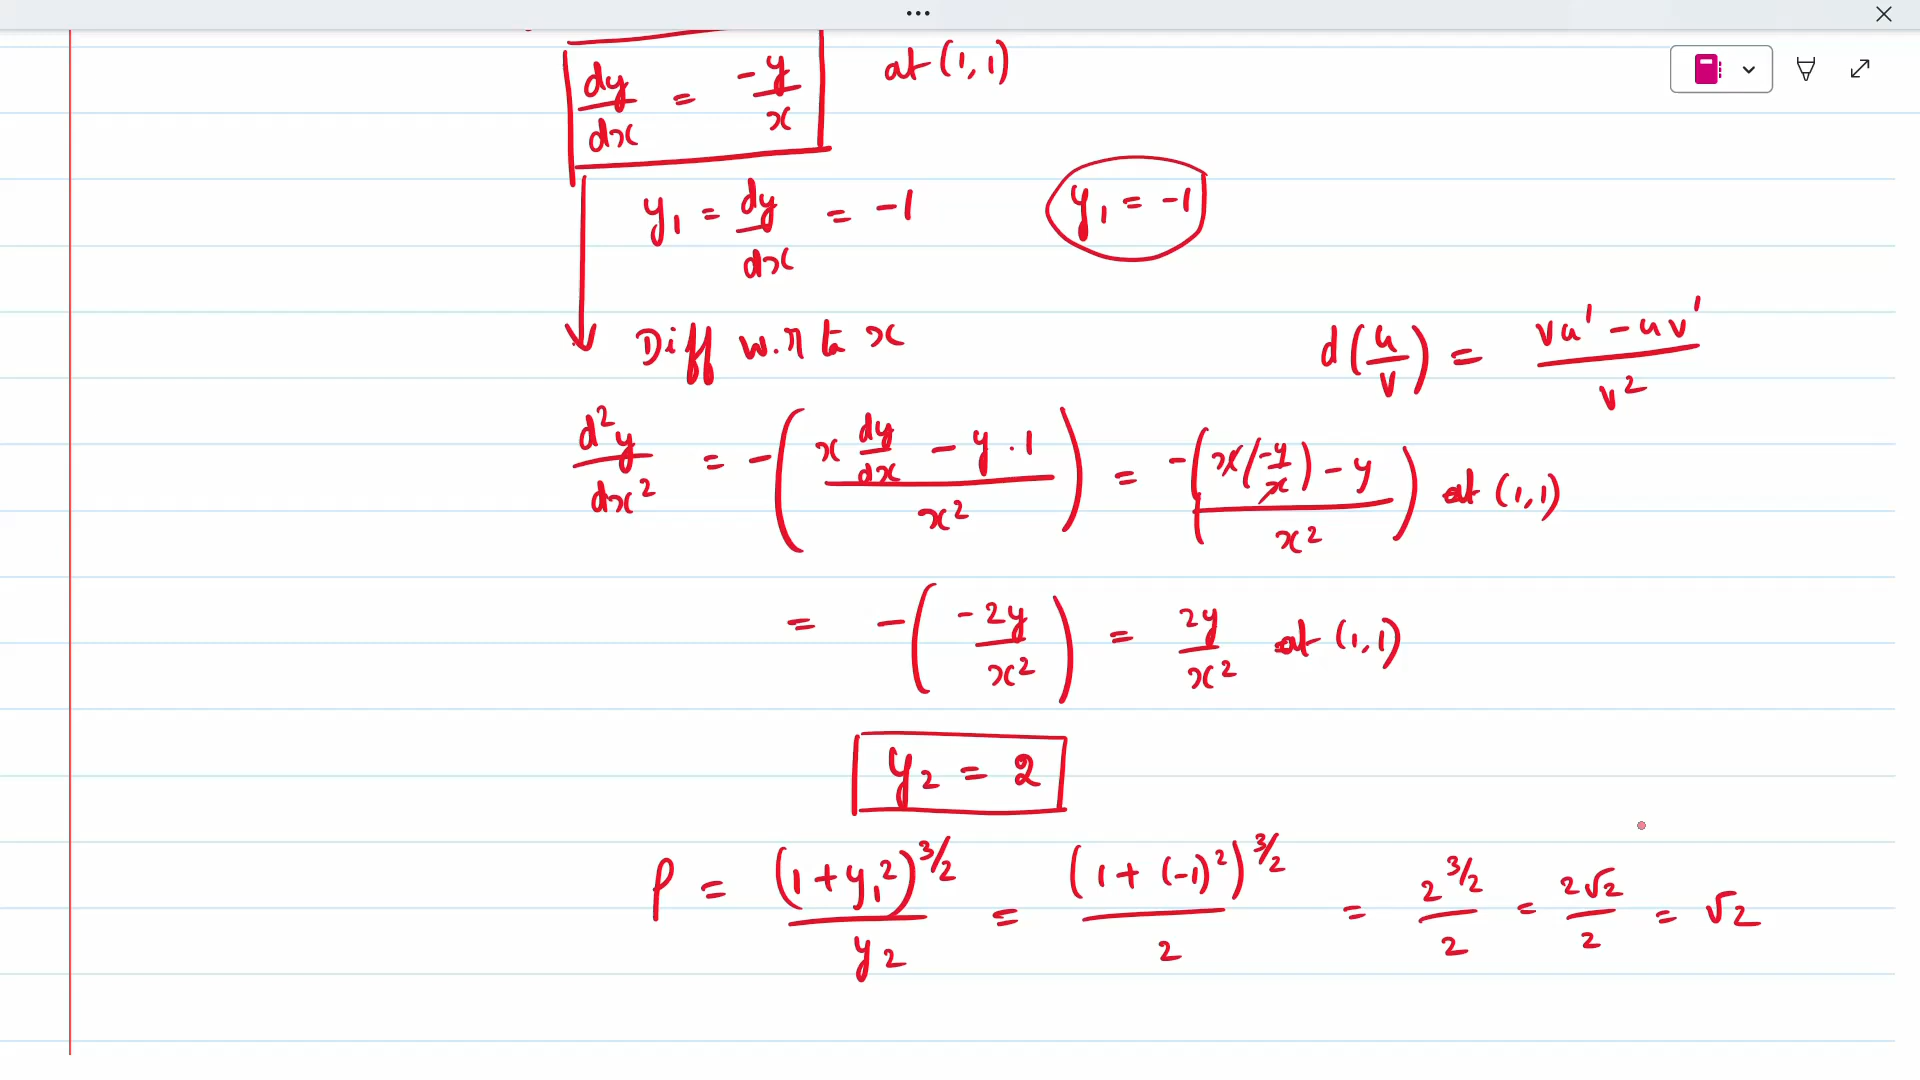 dy/dx = -y/x at (1,1)
y₁ = dy/dx = -1 y₁ = -1
Diff w.r to x d(u/v) = (vu' - uv')/v²
d²y/dx² = -((x dy/dx - y . 1)/x²) = -((x(-y/x) - y)/x²) at (1,1)
= -(-2y/x²) = 2y/x² at (1,1)
y₂ = 2
ρ = (1 + y₁²)^(3/2)/y₂ = (1 + (-1)²)^(3/2)/2 = 2^(3/2)/2 = 2√2/2 = √2